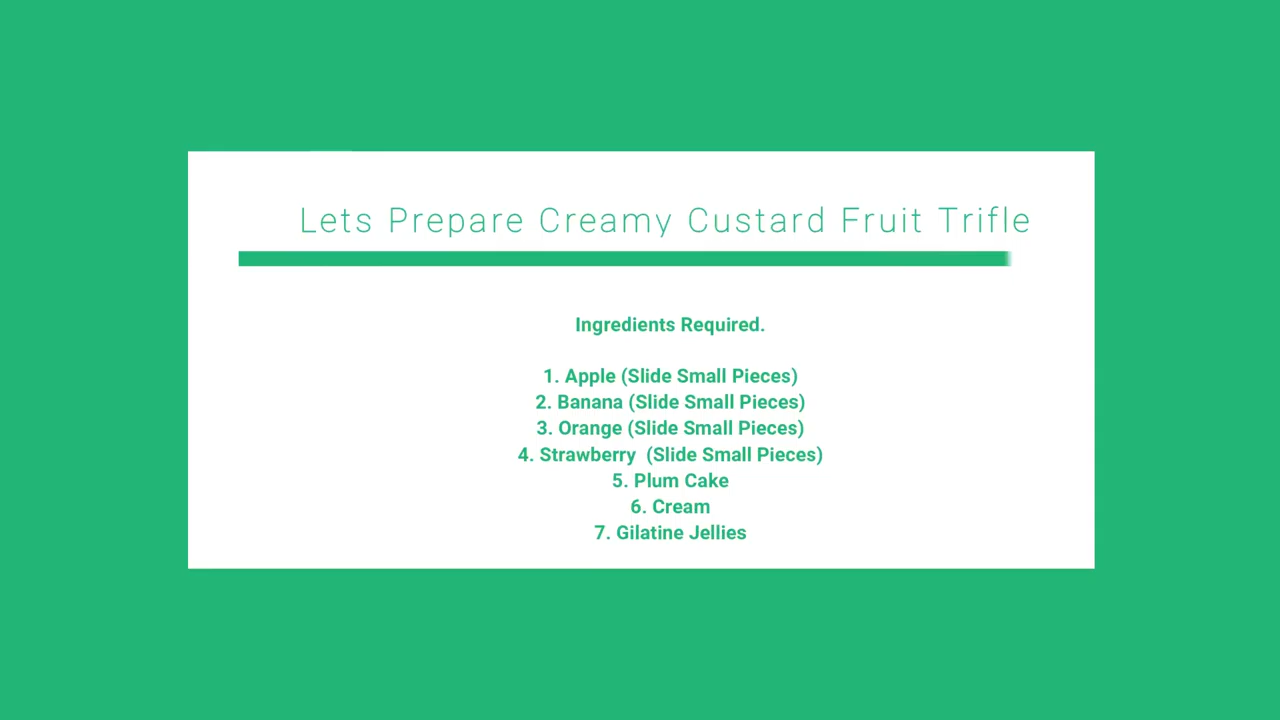 Lets Prepare Creamy Custard Fruit Trifle
Ingredients Required.
1. Apple (Slide Small Pieces)
2. Banana (Slide Small Pieces)
3. Orange (Slide Small Pieces)
4. Strawberry  (Slide Small Pieces)
5. Plum Cake
6. Cream
7. Gilatine Jellies